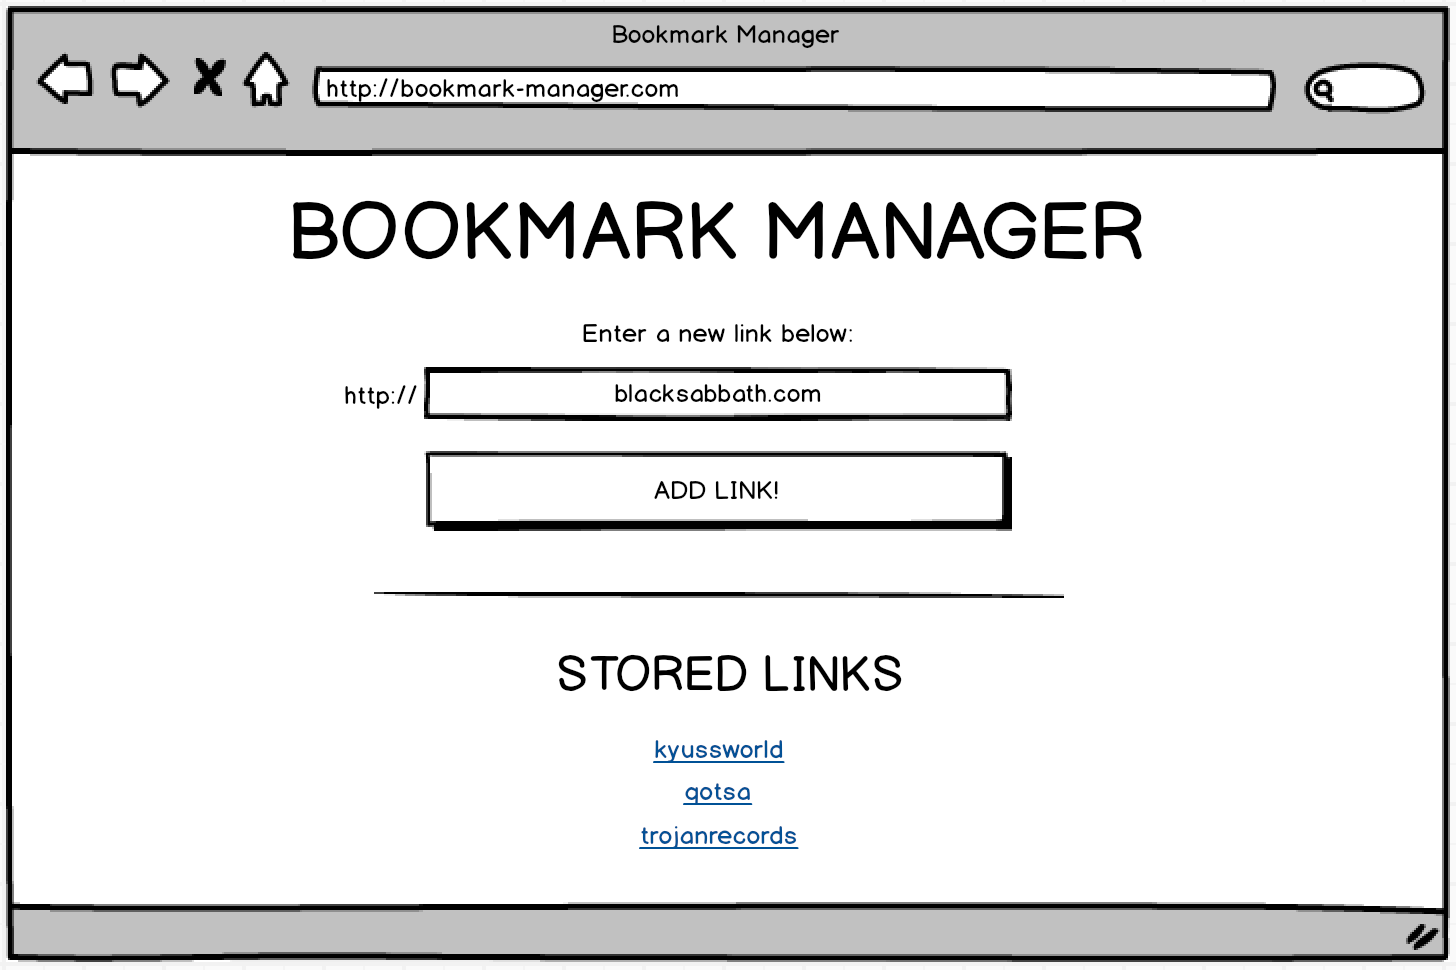 Bookmark Manager
http://bookmark-manager.com
BOOKMARK MANAGER
Enter a new link below:
http:// blacksabbath.com
ADD LINK!
STORED LINKS
kyussworld
qotsa
trojanrecords